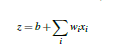 z = b + ∑ᵢ wᵢxᵢ